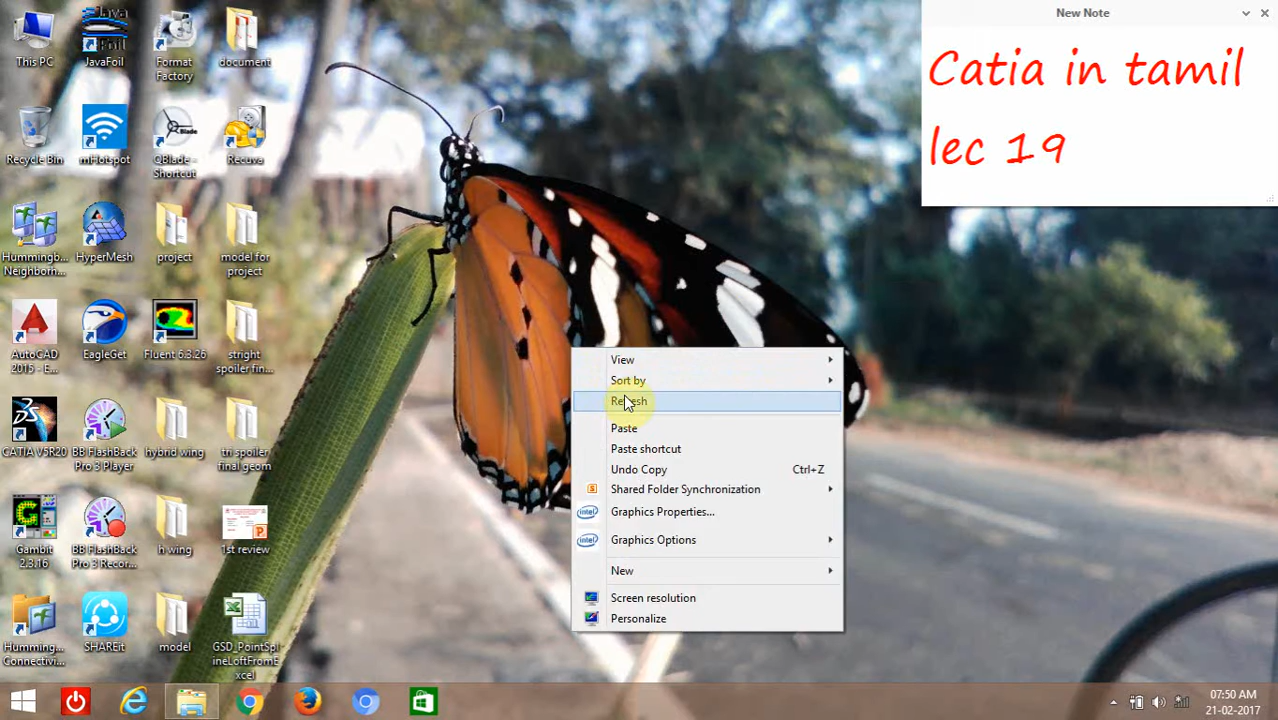 New Note
Catia in tamil
lec 19
This PC
JavaFoil
Format
Factory
document
Recycle Bin
mHotspot
QBlade -
Shortcut
Recuva
Hummingb...
Neighborh...
HyperMesh
project
model for
project
AutoCAD
2015 - E...
EagleGet
Fluent 6.3.26
stright
spoiler fin...
CATIA V5R20
BB FlashBack
Pro 3 Player
hybrid wing
tri spoiler
final geom
Gambit
2.3.16
BB FlashBack
Pro 3 Recor...
h wing
1st review
Humming...
Connectivi...
SHAREit
model
GSD_PointSpl
ineLoftFromE
xcel
View
Sort by
Refresh
Paste
Paste shortcut
Undo Copy Ctrl+Z
Shared Folder Synchronization
Graphics Properties...
Graphics Options
New
Screen resolution
Personalize
07:50 AM
21-02-2017